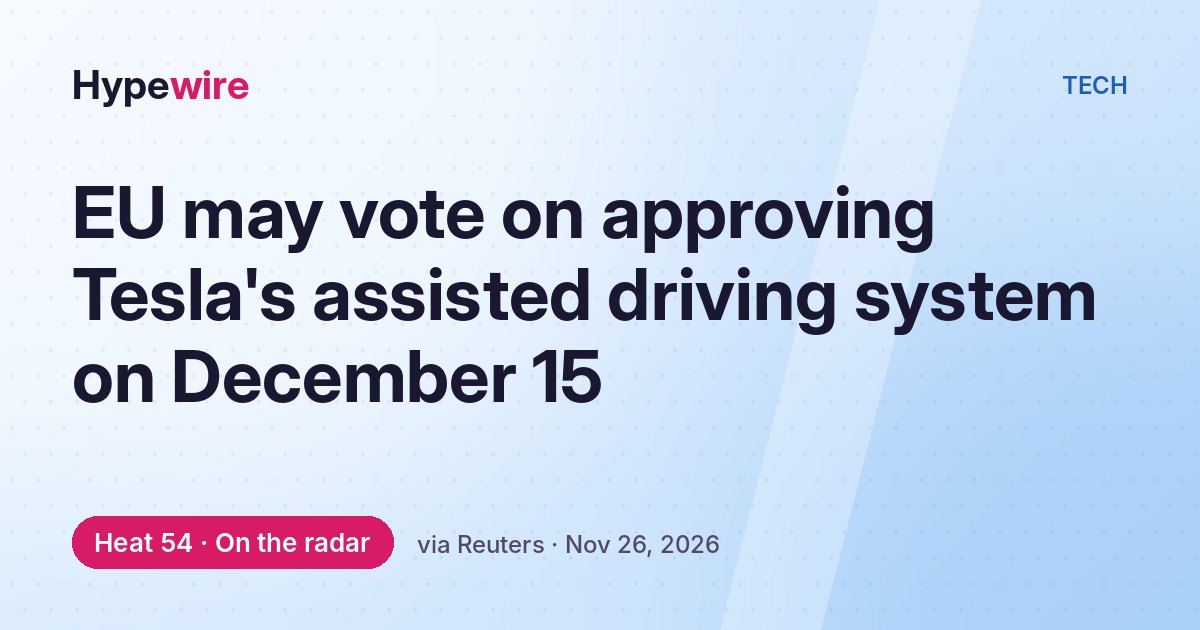 Hypewire
TECH
EU may vote on approving
Tesla's assisted driving system
on December 15
Heat 54 · On the radar
via Reuters · Nov 26, 2026